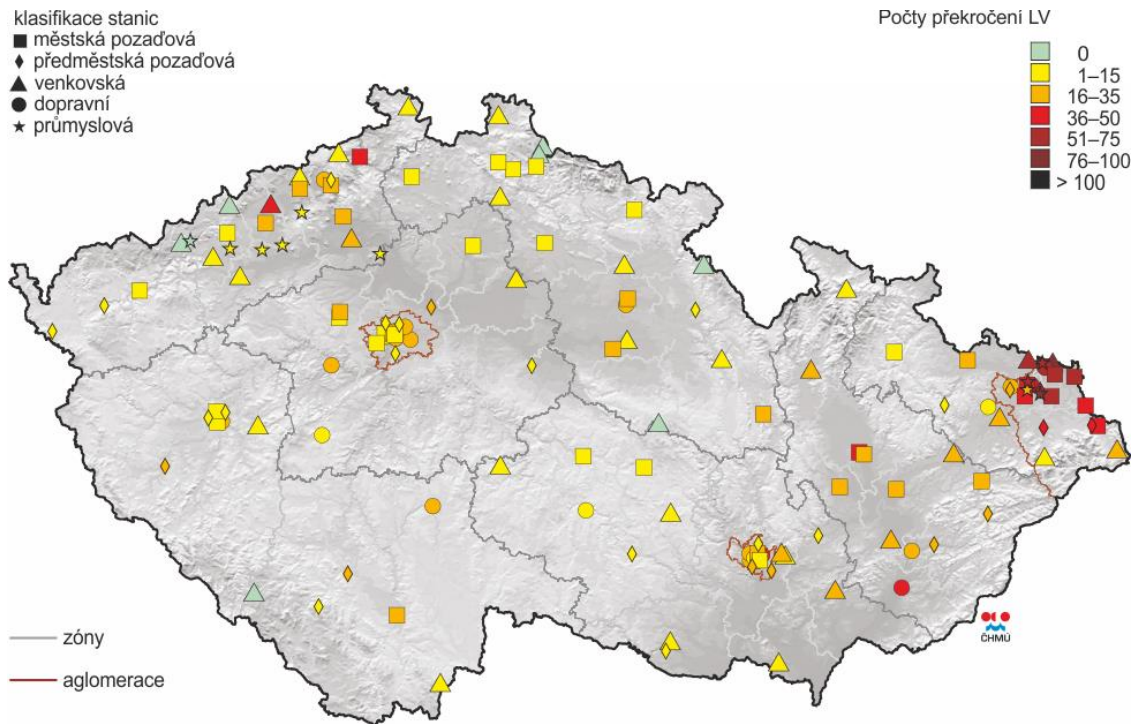 klasifikace stanic
městská pozaďová
předměstská pozaďová
venkovská
dopravní
průmyslová
Počty překročení LV
0
1–15
16–35
36–50
51–75
76–100
> 100
zóny
aglomerace
ČHMÚ